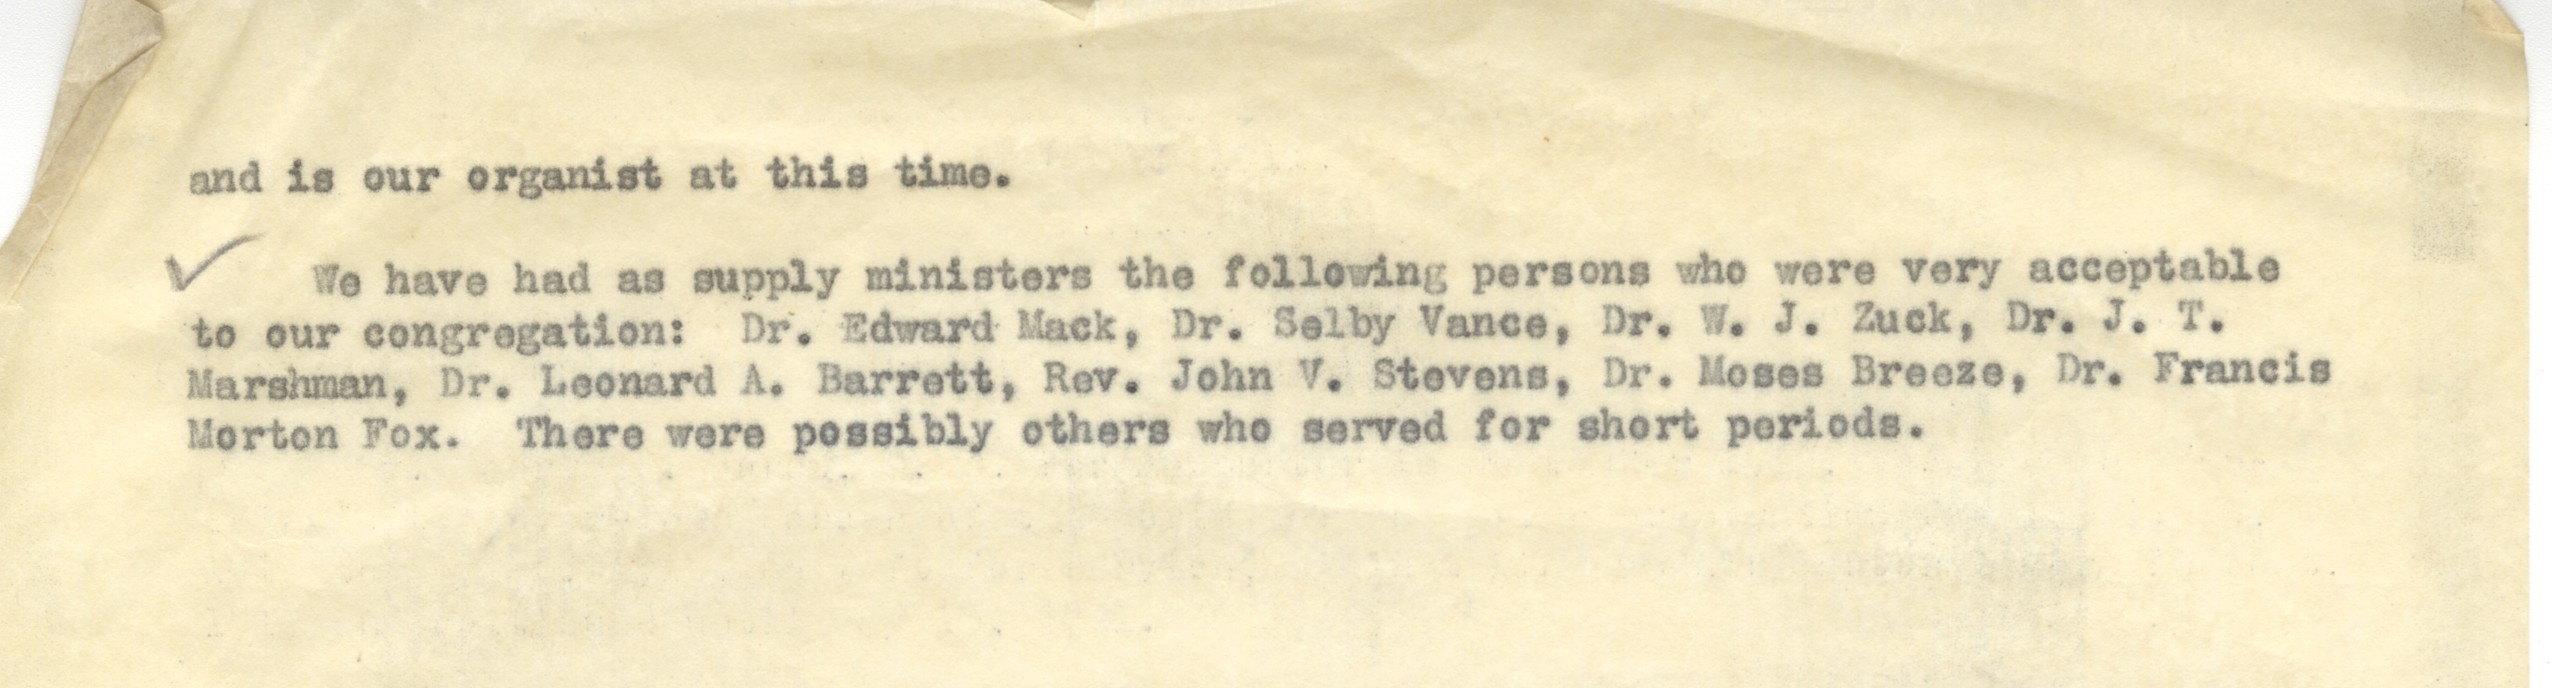 and is our organist at this time.
We have had as supply ministers the following persons who were very acceptable
to our congregation:  Dr. Edward Mack, Dr. Selby Vance, Dr. W. J. Zuck, Dr. J. T.
Marshman, Dr. Leonard A. Barrett, Rev. John V. Stevens, Dr. Moses Breeze, Dr. Francis
Morton Fox.  There were possibly others who served for short periods.